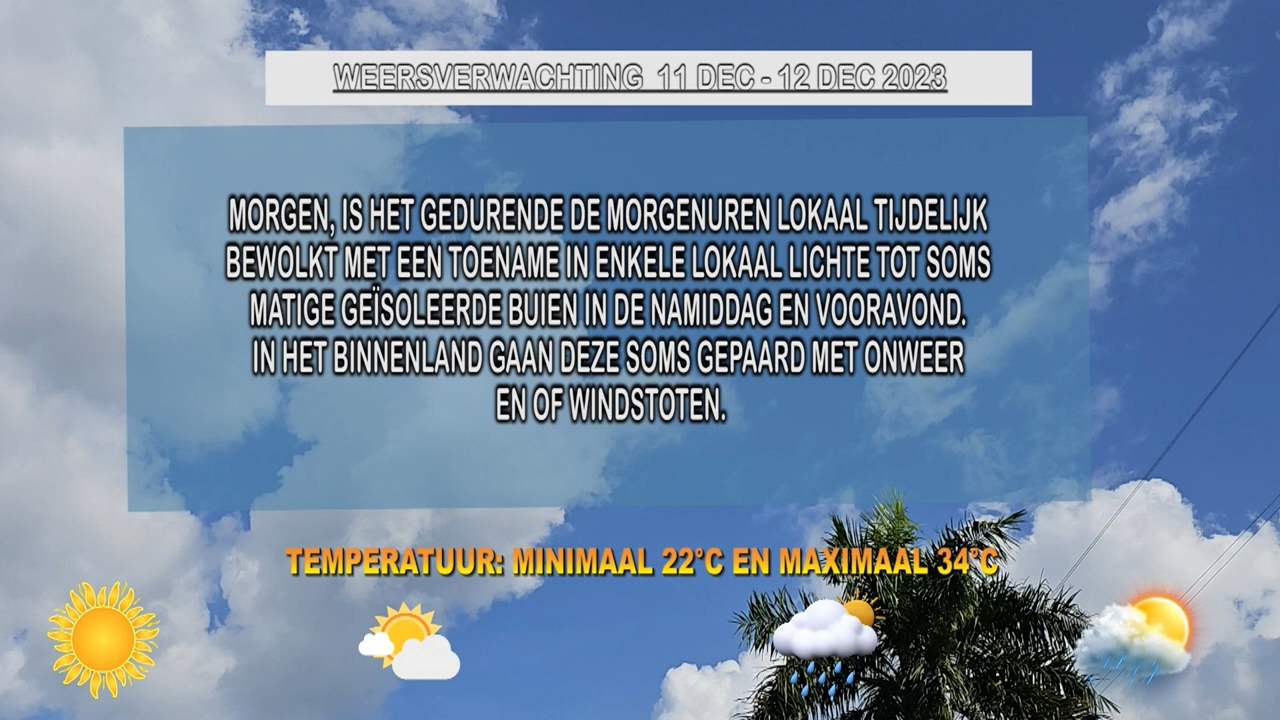 WEERSVERWACHTING 11 DEC - 12 DEC 2023
MORGEN, IS HET GEDURENDE DE MORGENUREN LOKAAL TIJDELIJK
BEWOLKT MET EEN TOENAME IN ENKELE LOKAAL LICHTE TOT SOMS
MATIGE GEÏSOLEERDE BUIEN IN DE NAMIDDAG EN VOORAVOND.
IN HET BINNENLAND GAAN DEZE SOMS GEPAARD MET ONWEER
EN OF WINDSTOTEN.
TEMPERATUUR: MINIMAAL 22°C EN MAXIMAAL 34°C